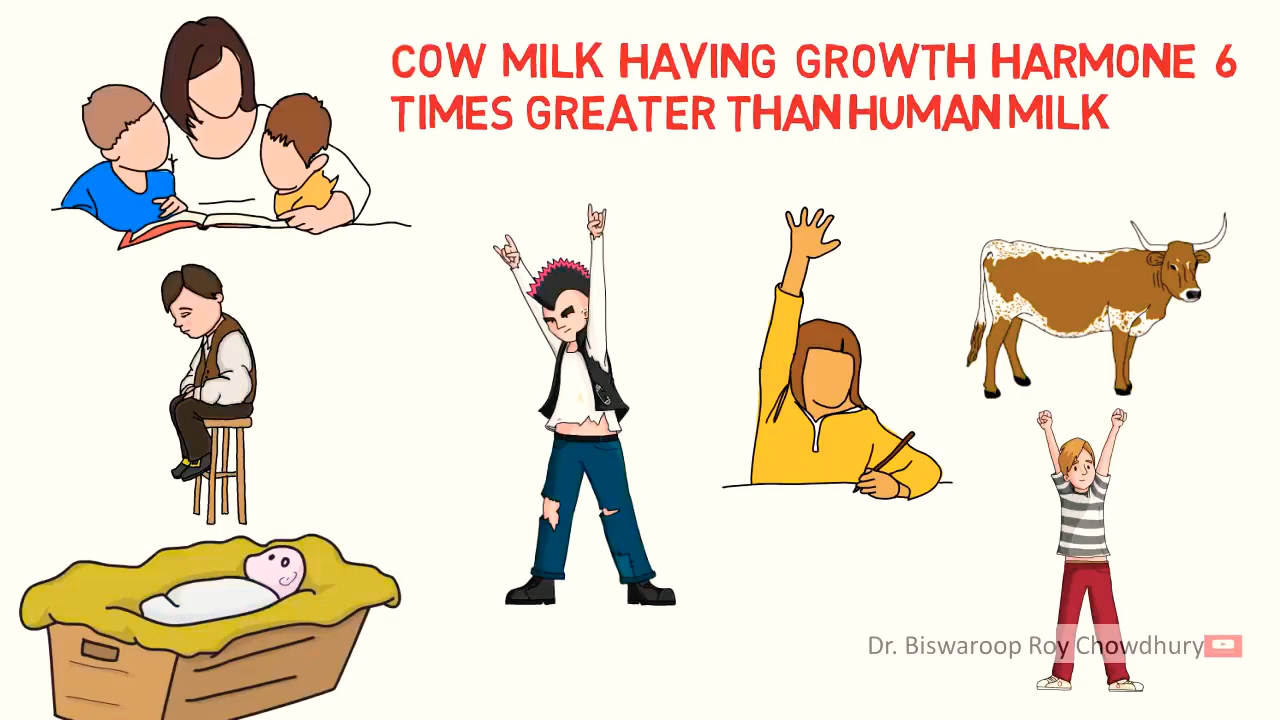 COW MILK HAVING GROWTH HARMONE 6
TIMES GREATER THAN HUMAN MILK
Dr. Biswaroop Roy Chowdhury